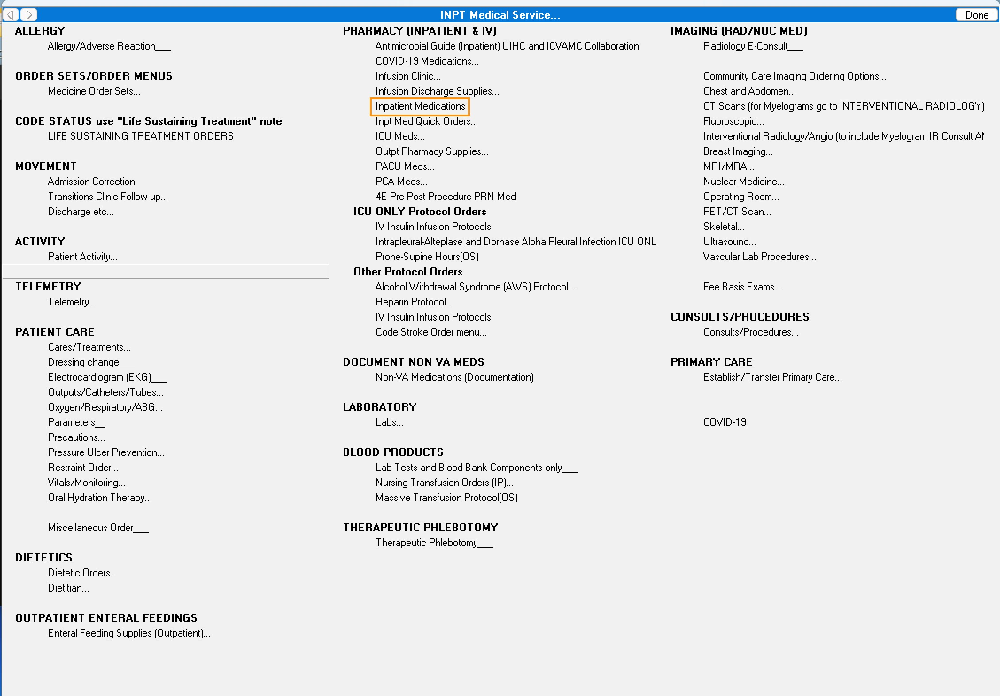 INPT Medical Service...
Done
ALLERGY
Allergy/Adverse Reaction___
ORDER SETS/ORDER MENUS
Medicine Order Sets...
CODE STATUS use "Life Sustaining Treatment" note
LIFE SUSTAINING TREATMENT ORDERS
MOVEMENT
Admission Correction
Transitions Clinic Follow-up...
Discharge etc...
ACTIVITY
Patient Activity...
TELEMETRY
Telemetry...
PATIENT CARE
Cares/Treatments...
Dressing change___
Electrocardiogram (EKG)___
Outputs/Catheters/Tubes...
Oxygen/Respiratory/ABG...
Parameters__
Precautions...
Pressure Ulcer Prevention...
Restraint Order...
Vitals/Monitoring...
Oral Hydration Therapy...
Miscellaneous Order___
DIETETICS
Dietetic Orders...
Dietitian...
OUTPATIENT ENTERAL FEEDINGS
Enteral Feeding Supplies (Outpatient)...
PHARMACY (INPATIENT & IV)
Antimicrobial Guide (Inpatient) UIHC and ICVAMC Collaboration
COVID-19 Medications...
Infusion Clinic...
Infusion Discharge Supplies...
Inpatient Medications
Inpt Med Quick Orders...
ICU Meds...
Outpt Pharmacy Supplies...
PACU Meds...
PCA Meds...
4E Pre Post Procedure PRN Med
ICU ONLY Protocol Orders
IV Insulin Infusion Protocols
Intrapleural-Alteplase and Dornase Alpha Pleural Infection ICU ONL
Prone-Supine Hours(OS)
Other Protocol Orders
Alcohol Withdrawal Syndrome (AWS) Protocol...
Heparin Protocol...
IV Insulin Infusion Protocols
Code Stroke Order menu...
DOCUMENT NON VA MEDS
Non-VA Medications (Documentation)
LABORATORY
Labs...
BLOOD PRODUCTS
Lab Tests and Blood Bank Components only___
Nursing Transfusion Orders (IP)...
Massive Transfusion Protocol(OS)
THERAPEUTIC PHLEBOTOMY
Therapeutic Phlebotomy___
IMAGING (RAD/NUC MED)
Radiology E-Consult___
Community Care Imaging Ordering Options...
Chest and Abdomen...
CT Scans (for Myelograms go to INTERVENTIONAL RADIOLOGY)
Fluoroscopic...
Interventional Radiology/Angio (to include Myelogram IR Consult
Breast Imaging...
MRI/MRA...
Nuclear Medicine...
Operating Room...
PET/CT Scan...
Skeletal...
Ultrasound...
Vascular Lab Procedures...
Fee Basis Exams...
CONSULTS/PROCEDURES
Consults/Procedures...
PRIMARY CARE
Establish/Transfer Primary Care...
COVID-19